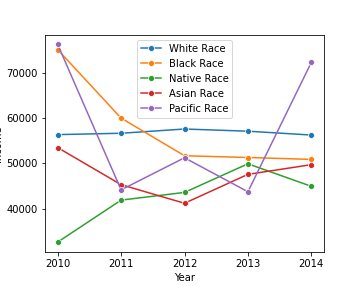 White Race
Black Race
Native Race
Asian Race
Pacific Race
70000
60000
50000
40000
2010
2011
2012
2013
2014
Year